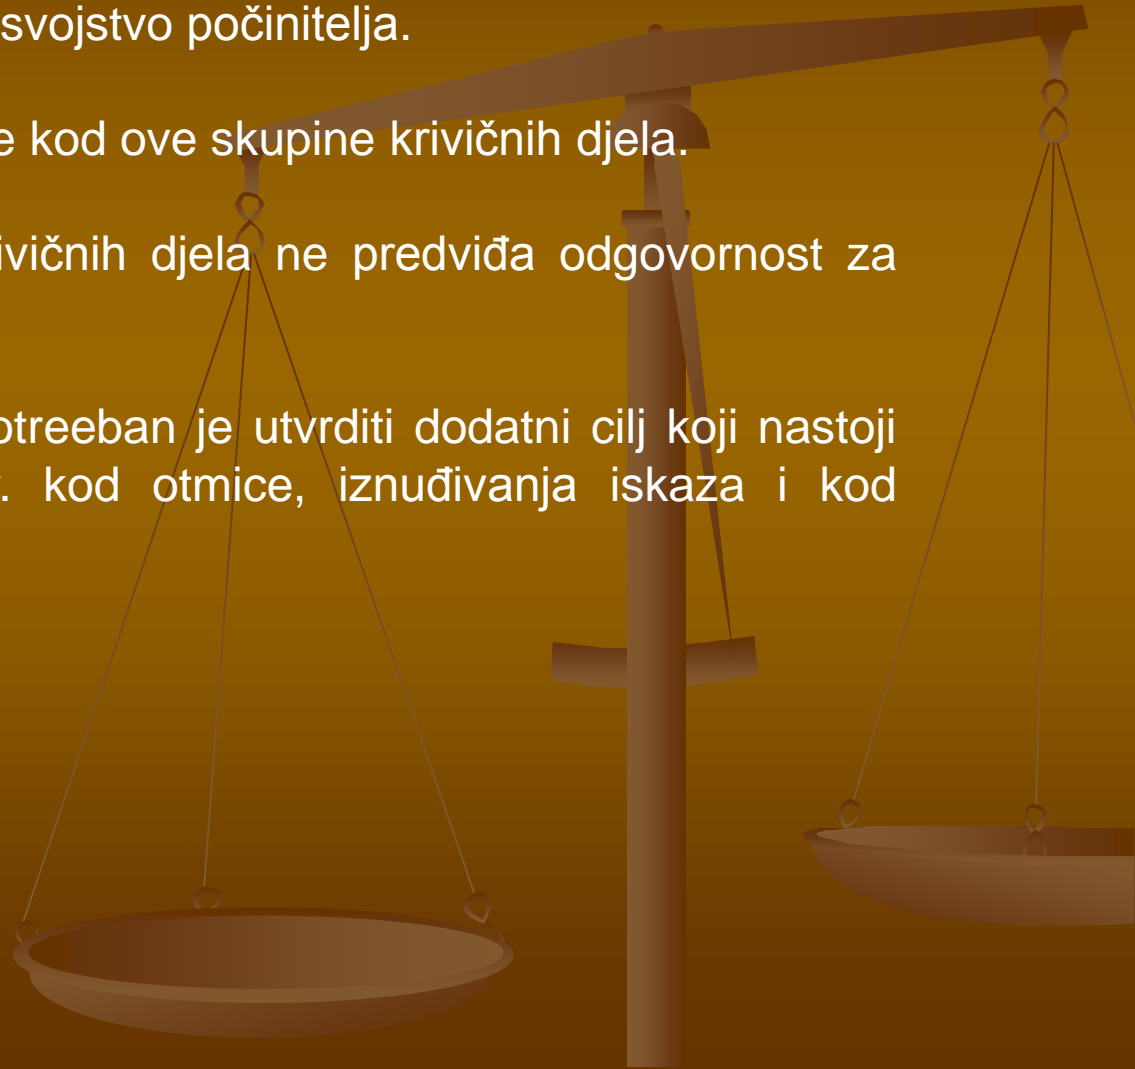 svojstvo počinitelja.
e kod ove skupine krivičnih djela.
ivičnih djela ne predviđa odgovornost za
otreeban je utvrditi dodatni cilj koji nastoji
. kod otmice, iznuđivanja iskaza i kod